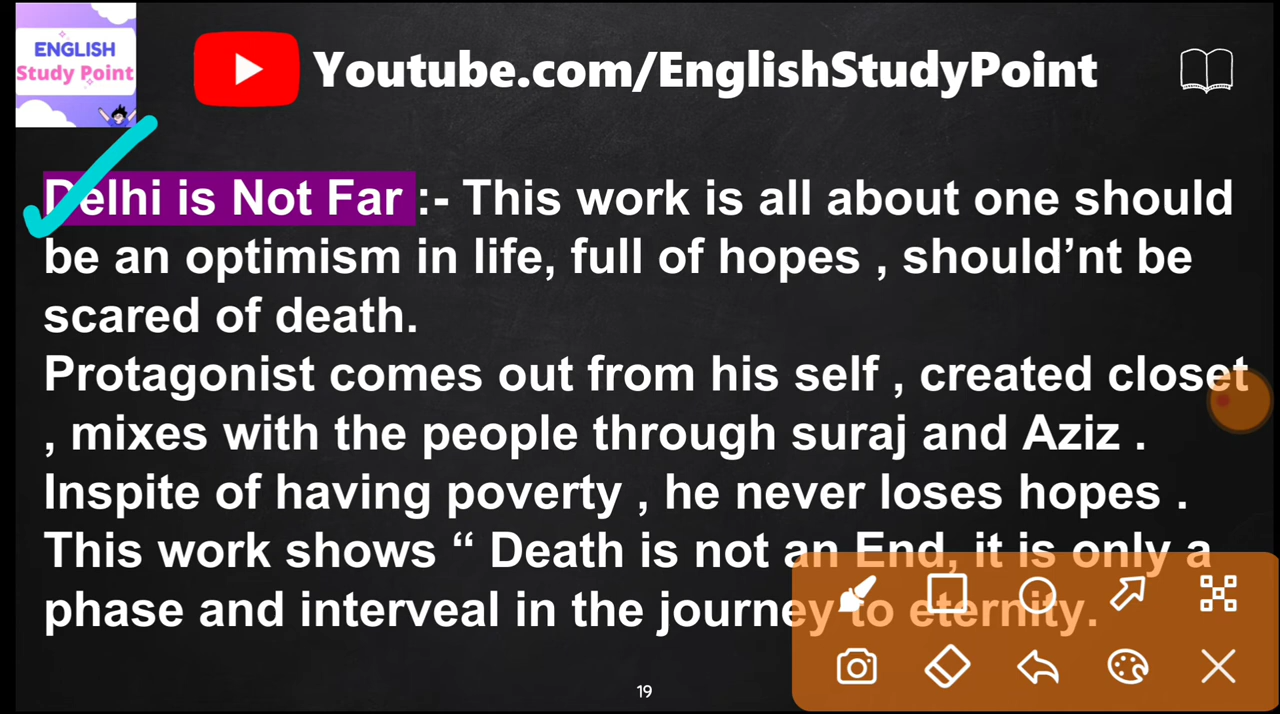 ENGLISH
Study Point
Youtube.com/EnglishStudyPoint
Delhi is Not Far :- This work is all about one should
be an optimism in life, full of hopes , should’nt be
scared of death.
Protagonist comes out from his self , created closet
, mixes with the people through suraj and Aziz .
Inspite of having poverty , he never loses hopes .
This work shows “ Death is not an End, it is only a
phase and interveal in the journey to eternity.
19